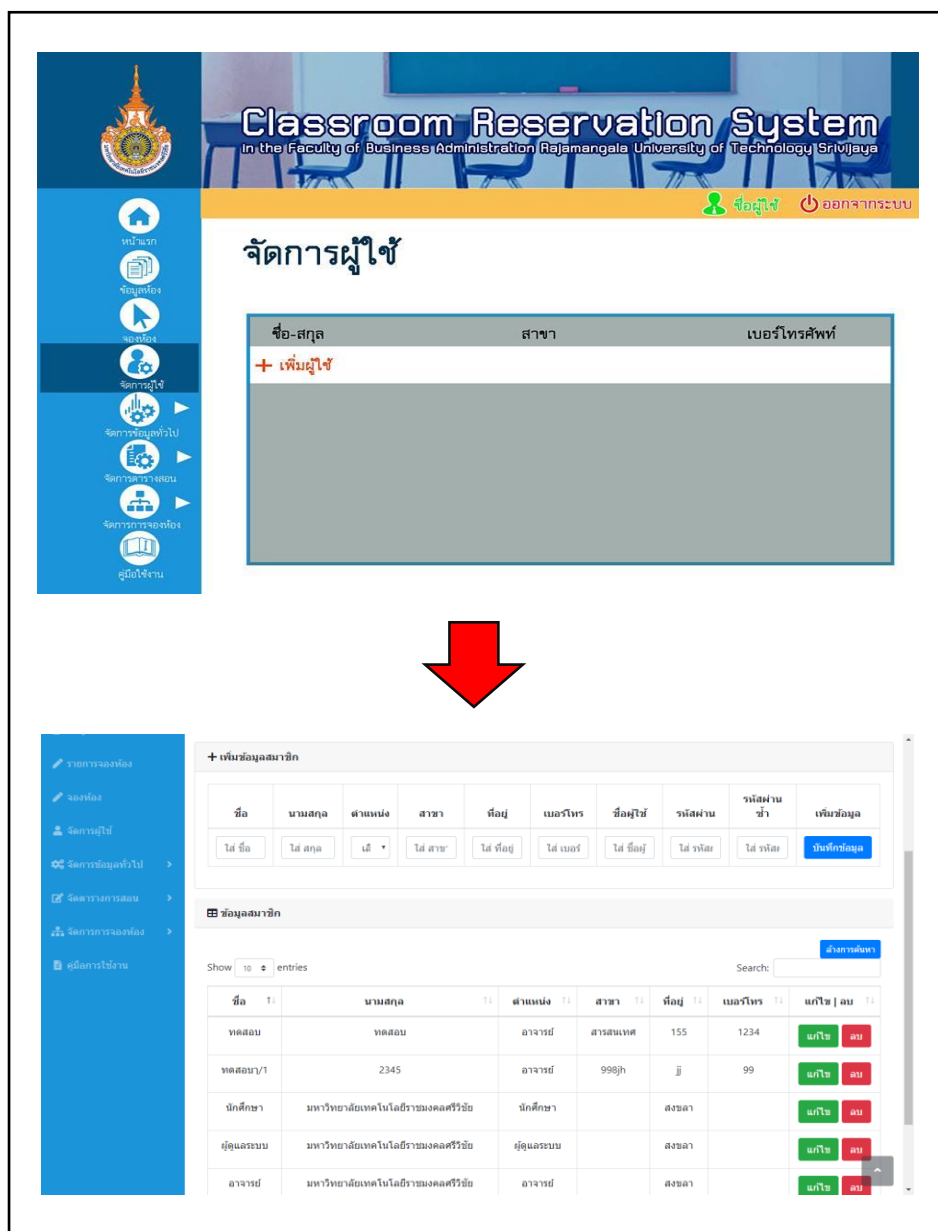 Classroom Reservation System
In the Faculty of Business Administration Rajamangala University of Technology Srivijaya
ชื่อผู้ใช้ ออกจากระบบ
หน้าแรก
ข้อมูลห้อง
จองห้อง
จัดการผู้ใช้
จัดการข้อมูลทั่วไป
จัดการตารางสอน
จัดการการจองห้อง
คู่มือใช้งาน
จัดการผู้ใช้
ชื่อ-สกุล สาขา เบอร์โทรศัพท์
+ เพิ่มผู้ใช้
รายการจองห้อง
จองห้อง
จัดการผู้ใช้
จัดการข้อมูลทั่วไป
จัดตารางการสอน
จัดการการจองห้อง
คู่มือการใช้งาน
+ เพิ่มข้อมูลสมาชิก
ชื่อ นามสกุล ตำแหน่ง สาขา ที่อยู่ เบอร์โทร ชื่อผู้ใช้ รหัสผ่าน รหัสผ่านซ้ำ เพิ่มข้อมูล
ใส่ ชื่อ ใส่ สกุล เลื ใส่ สาขา ใส่ ที่อยู่ ใส่ เบอร์ ใส่ ชื่อผู้ ใส่ รหัส ใส่ รหัส บันทึกข้อมูล
ข้อมูลสมาชิก
ล้างการค้นหา
Show 10 entries Search:
ชื่อ นามสกุล ตำแหน่ง สาขา ที่อยู่ เบอร์โทร แก้ไข | ลบ
ทดสอบ ทดสอบ อาจารย์ สารสนเทศ 155 1234 แก้ไข ลบ
ทดสอบๅ/1 2345 อาจารย์ 998jh jj 99 แก้ไข ลบ
นักศึกษา มหาวิทยาลัยเทคโนโลยีราชมงคลศรีวิชัย นักศึกษา สงขลา แก้ไข ลบ
ผู้ดูแลระบบ มหาวิทยาลัยเทคโนโลยีราชมงคลศรีวิชัย ผู้ดูแลระบบ สงขลา แก้ไข ลบ
อาจารย์ มหาวิทยาลัยเทคโนโลยีราชมงคลศรีวิชัย อาจารย์ สงขลา แก้ไข ลบ